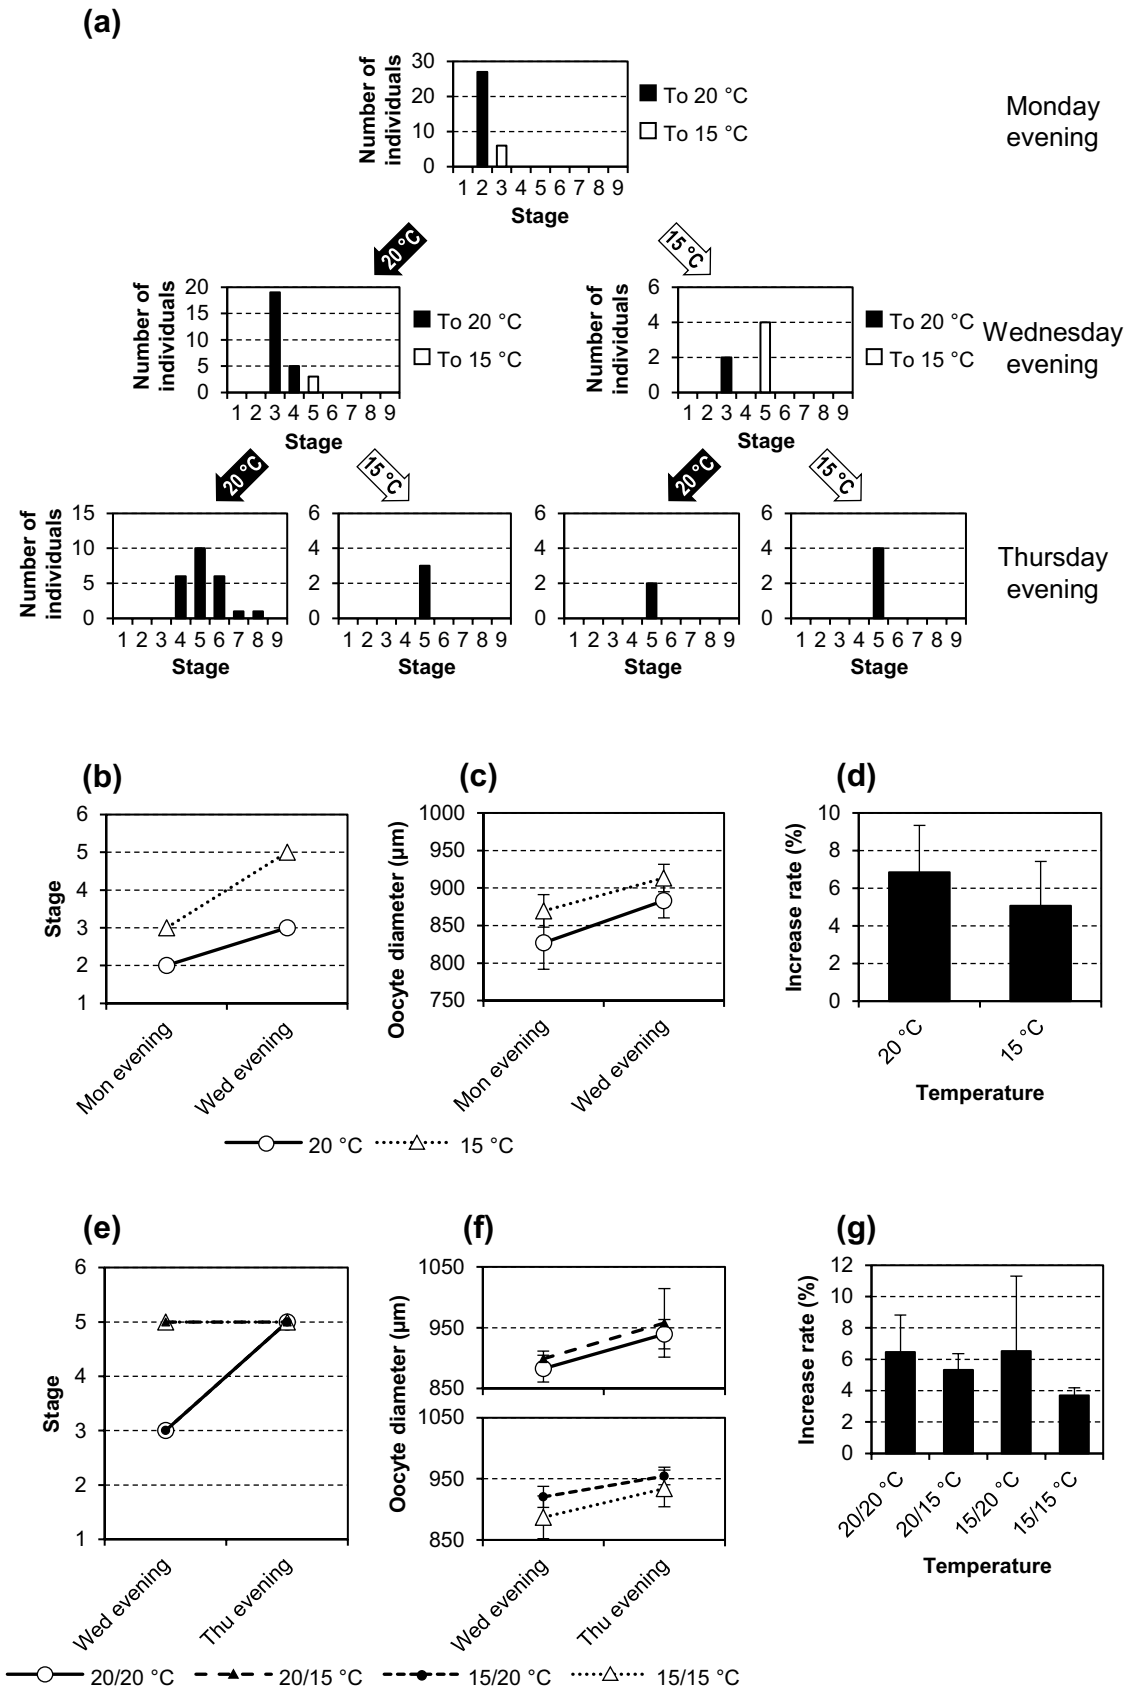 (a)
Number of
individuals
30
20
10
0
1 2 3 4 5 6 7 8 9
Stage
To 20 °C
To 15 °C
Monday
evening
20 °C
15 °C
Number of
individuals
20
15
10
5
0
1 2 3 4 5 6 7 8 9
Stage
To 20 °C
To 15 °C
Number of
individuals
6
4
2
0
1 2 3 4 5 6 7 8 9
Stage
To 20 °C
To 15 °C
Wednesday
evening
20 °C
15 °C
20 °C
15 °C
Number of
individuals
15
10
5
0
1 2 3 4 5 6 7 8 9
Stage
6
4
2
0
1 2 3 4 5 6 7 8 9
Stage
6
4
2
0
1 2 3 4 5 6 7 8 9
Stage
6
4
2
0
1 2 3 4 5 6 7 8 9
Stage
Thursday
evening
(b)
Stage
6
5
4
3
2
1
Mon evening
Wed evening
(c)
Oocyte diameter (µm)
1000
950
900
850
800
750
Mon evening
Wed evening
20 °C
15 °C
(d)
Increase rate (%)
10
8
6
4
2
0
20 °C
15 °C
Temperature
(e)
Stage
6
5
4
3
2
1
Wed evening
Thu evening
(f)
Oocyte diameter (µm)
1050
950
850
1050
950
850
Wed evening
Thu evening
(g)
Increase rate (%)
12
10
8
6
4
2
0
20/20 °C
20/15 °C
15/20 °C
15/15 °C
Temperature
20/20 °C
20/15 °C
15/20 °C
15/15 °C